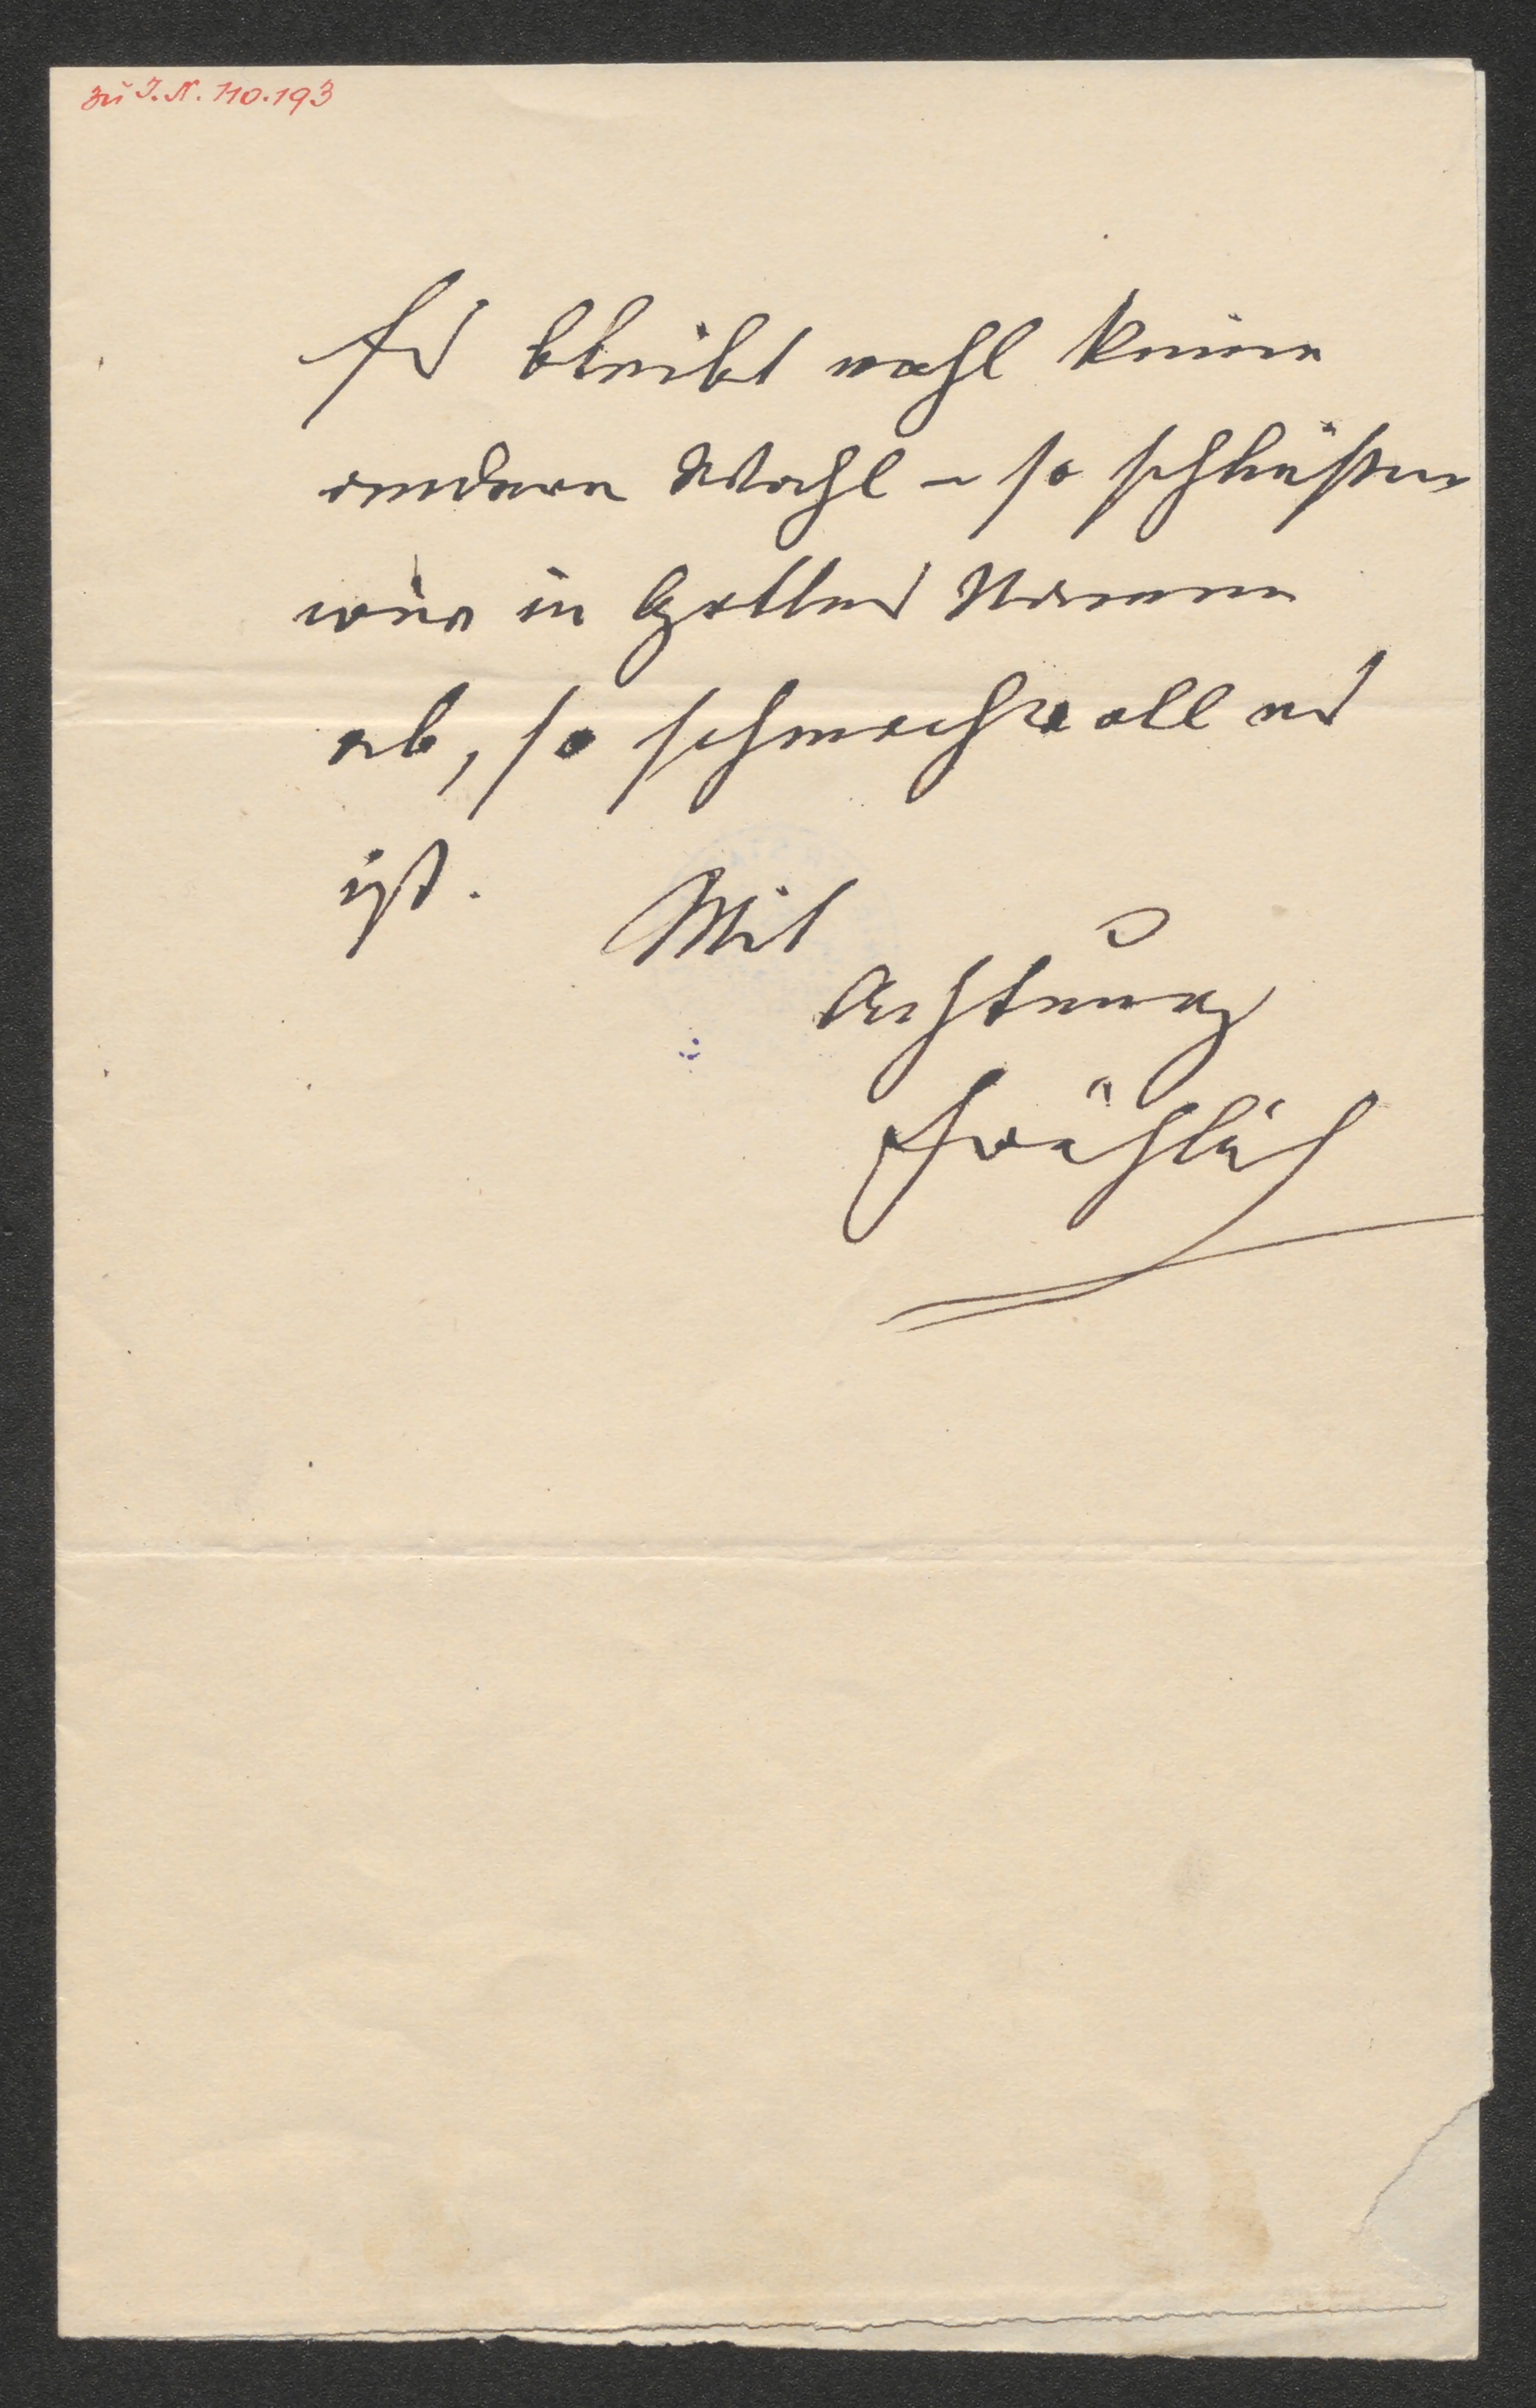 zu I.N. 110.193
Es bleibt wohl keine
andere Wahl – so schließen
wir in Gottes Namen
ab, so schmachvoll es
ist.
Mit
Achtung
Fröhlich